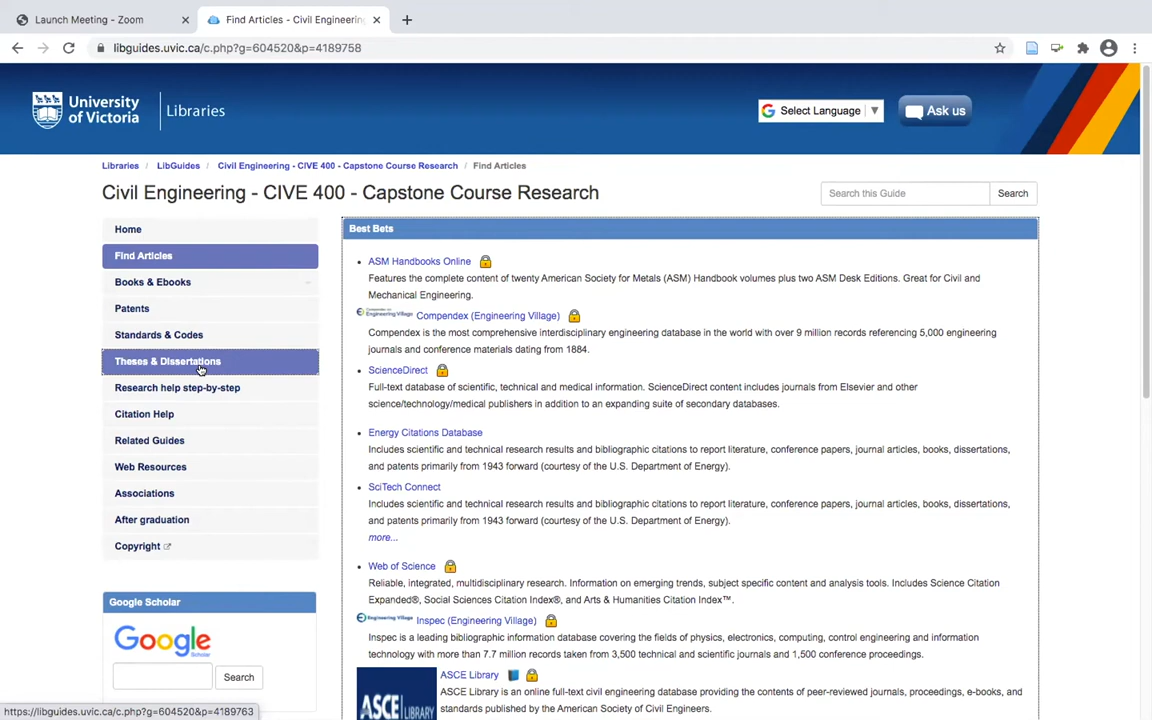 Launch Meeting - Zoom
Find Articles - Civil Engineering
libguides.uvic.ca/c.php?g=604520&p=4189758
University of Victoria
Libraries
Select Language
Ask us
Libraries / LibGuides / Civil Engineering - CIVE 400 - Capstone Course Research / Find Articles
Civil Engineering - CIVE 400 - Capstone Course Research
Search this Guide
Search
Home
Find Articles
Books & Ebooks
Patents
Standards & Codes
Theses & Dissertations
Research help step-by-step
Citation Help
Related Guides
Web Resources
Associations
After graduation
Copyright
Google Scholar
Google
Scholar
Search
Best Bets
ASM Handbooks Online
Features the complete content of twenty American Society for Metals (ASM) Handbook volumes plus two ASM Desk Editions. Great for Civil and
Mechanical Engineering.
Compendex (Engineering Village)
Compendex is the most comprehensive interdisciplinary engineering database in the world with over 9 million records referencing 5,000 engineering
journals and conference materials dating from 1884.
ScienceDirect
Full-text database of scientific, technical and medical information. ScienceDirect content includes journals from Elsevier and other
science/technology/medical publishers in addition to an expanding suite of secondary databases.
Energy Citations Database
Includes scientific and technical research results and bibliographic citations to report literature, conference papers, journal articles, books, dissertations,
and patents primarily from 1943 forward (courtesy of the U.S. Department of Energy).
SciTech Connect
Includes scientific and technical research results and bibliographic citations to report literature, conference papers, journal articles, books, dissertations,
and patents primarily from 1943 forward (courtesy of the U.S. Department of Energy).
more...
Web of Science
Reliable, integrated, multidisciplinary research. Information on emerging trends, subject specific content and analysis tools. Includes Science Citation
Expanded®, Social Sciences Citation Index®, and Arts & Humanities Citation Index™.
Engineering Village
Inspec (Engineering Village)
Inspec is a leading bibliographic information database covering the fields of physics, electronics, computing, control engineering and information
technology with more than 7.7 million records taken from 3,500 technical and scientific journals and 1,500 conference proceedings.
ASCE LIBRARY
ASCE Library
ASCE Library is an online full-text civil engineering database providing the contents of peer-reviewed journals, proceedings, e-books, and
standards published by the American Society of Civil Engineers.
https://libguides.uvic.ca/c.php?g=604520&p=4189763